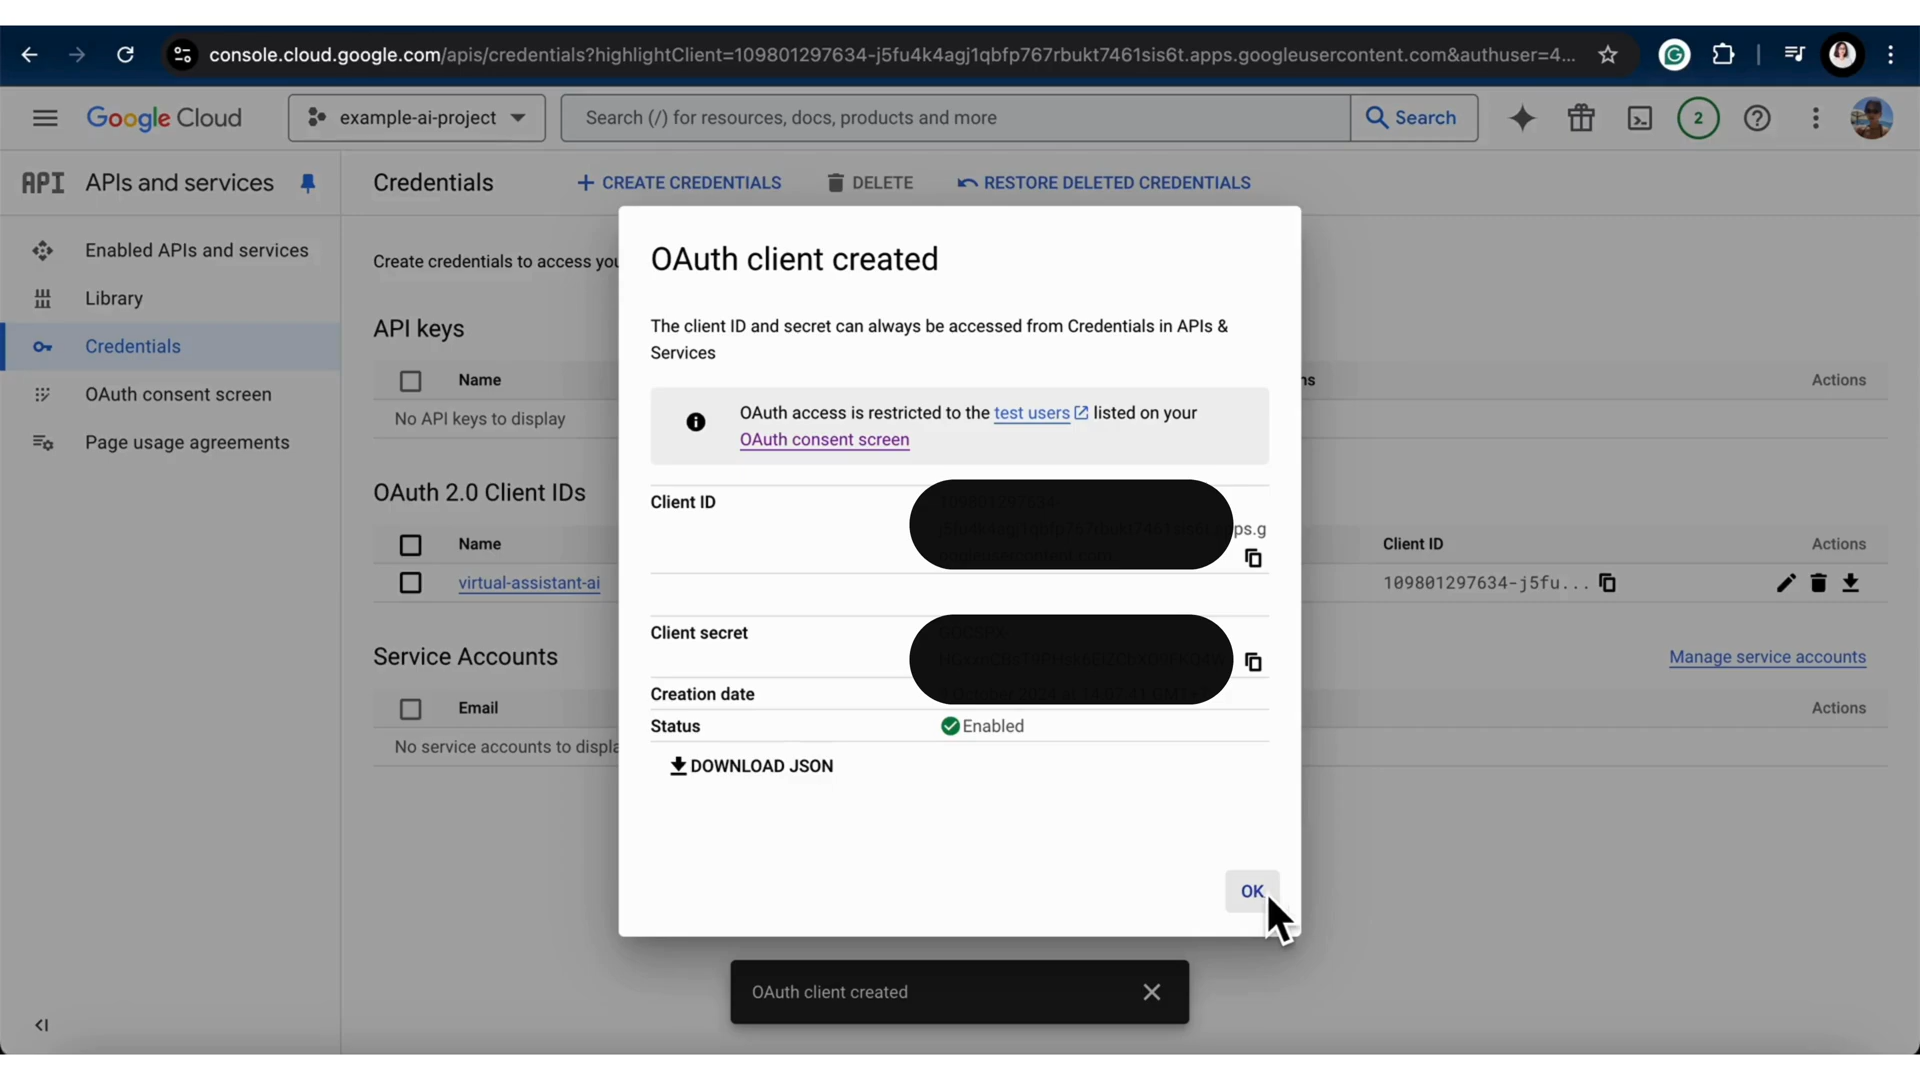 console.cloud.google.com/apis/credentials?highlightClient=109801297634-j5fu4k4agj1qbfp767rbukt7461sis6t.apps.googleusercontent.com&authuser=4...
Google Cloud
example-ai-project
Search (/) for resources, docs, products and more
Search
2
API APIs and services
Credentials
CREATE CREDENTIALS
DELETE
RESTORE DELETED CREDENTIALS
Enabled APIs and services
Library
Credentials
OAuth consent screen
Page usage agreements
Create credentials to access you
API keys
Name
ns
Actions
No API keys to display
OAuth 2.0 Client IDs
Name
Client ID
Actions
virtual-assistant-ai
109801297634-j5fu...
Service Accounts
Manage service accounts
Email
Actions
No service accounts to displa
OAuth client created
The client ID and secret can always be accessed from Credentials in APIs &
Services
OAuth access is restricted to the test users listed on your
OAuth consent screen
Client ID
ps.g
Client secret
Creation date
Status
Enabled
DOWNLOAD JSON
OK
OAuth client created